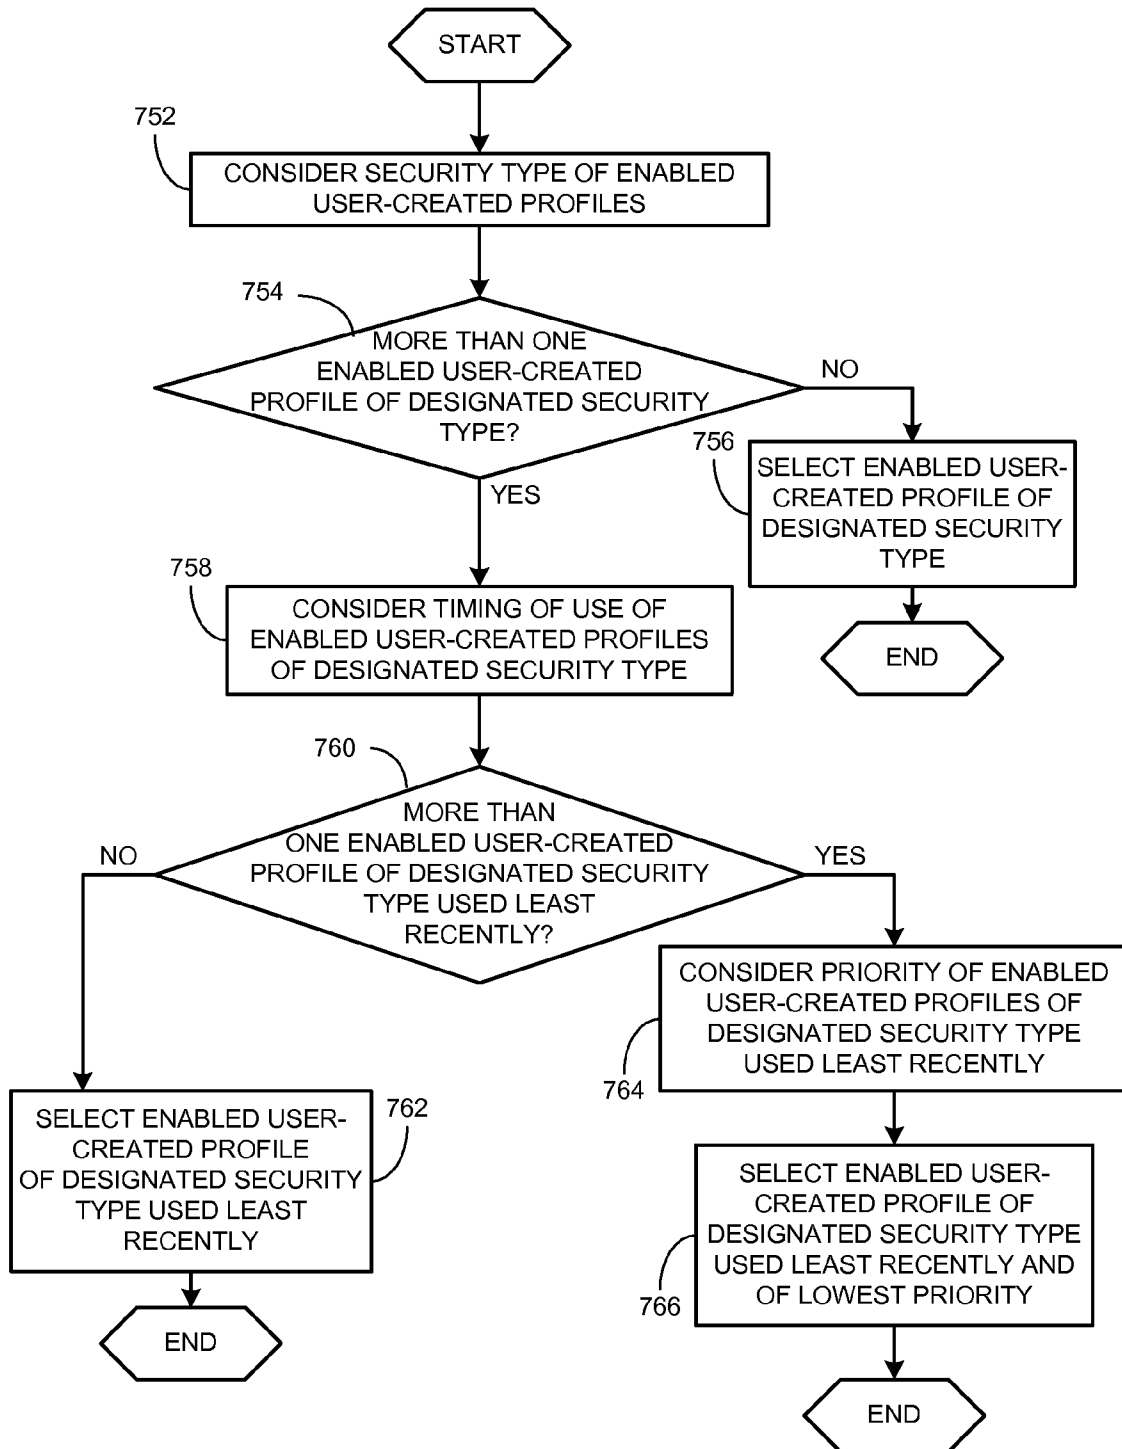 START
752
CONSIDER SECURITY TYPE OF ENABLED
USER-CREATED PROFILES
754
MORE THAN ONE
ENABLED USER-CREATED
PROFILE OF DESIGNATED SECURITY
TYPE?
NO
YES
756
SELECT ENABLED USER-
CREATED PROFILE OF
DESIGNATED SECURITY
TYPE
END
758
CONSIDER TIMING OF USE OF
ENABLED USER-CREATED PROFILES
OF DESIGNATED SECURITY TYPE
760
MORE THAN
ONE ENABLED USER-CREATED
PROFILE OF DESIGNATED SECURITY
TYPE USED LEAST
RECENTLY?
NO
YES
762
SELECT ENABLED USER-
CREATED PROFILE
OF DESIGNATED SECURITY
TYPE USED LEAST
RECENTLY
END
764
CONSIDER PRIORITY OF ENABLED
USER-CREATED PROFILES OF
DESIGNATED SECURITY TYPE
USED LEAST RECENTLY
766
SELECT ENABLED USER-
CREATED PROFILE OF
DESIGNATED SECURITY TYPE
USED LEAST RECENTLY AND
OF LOWEST PRIORITY
END